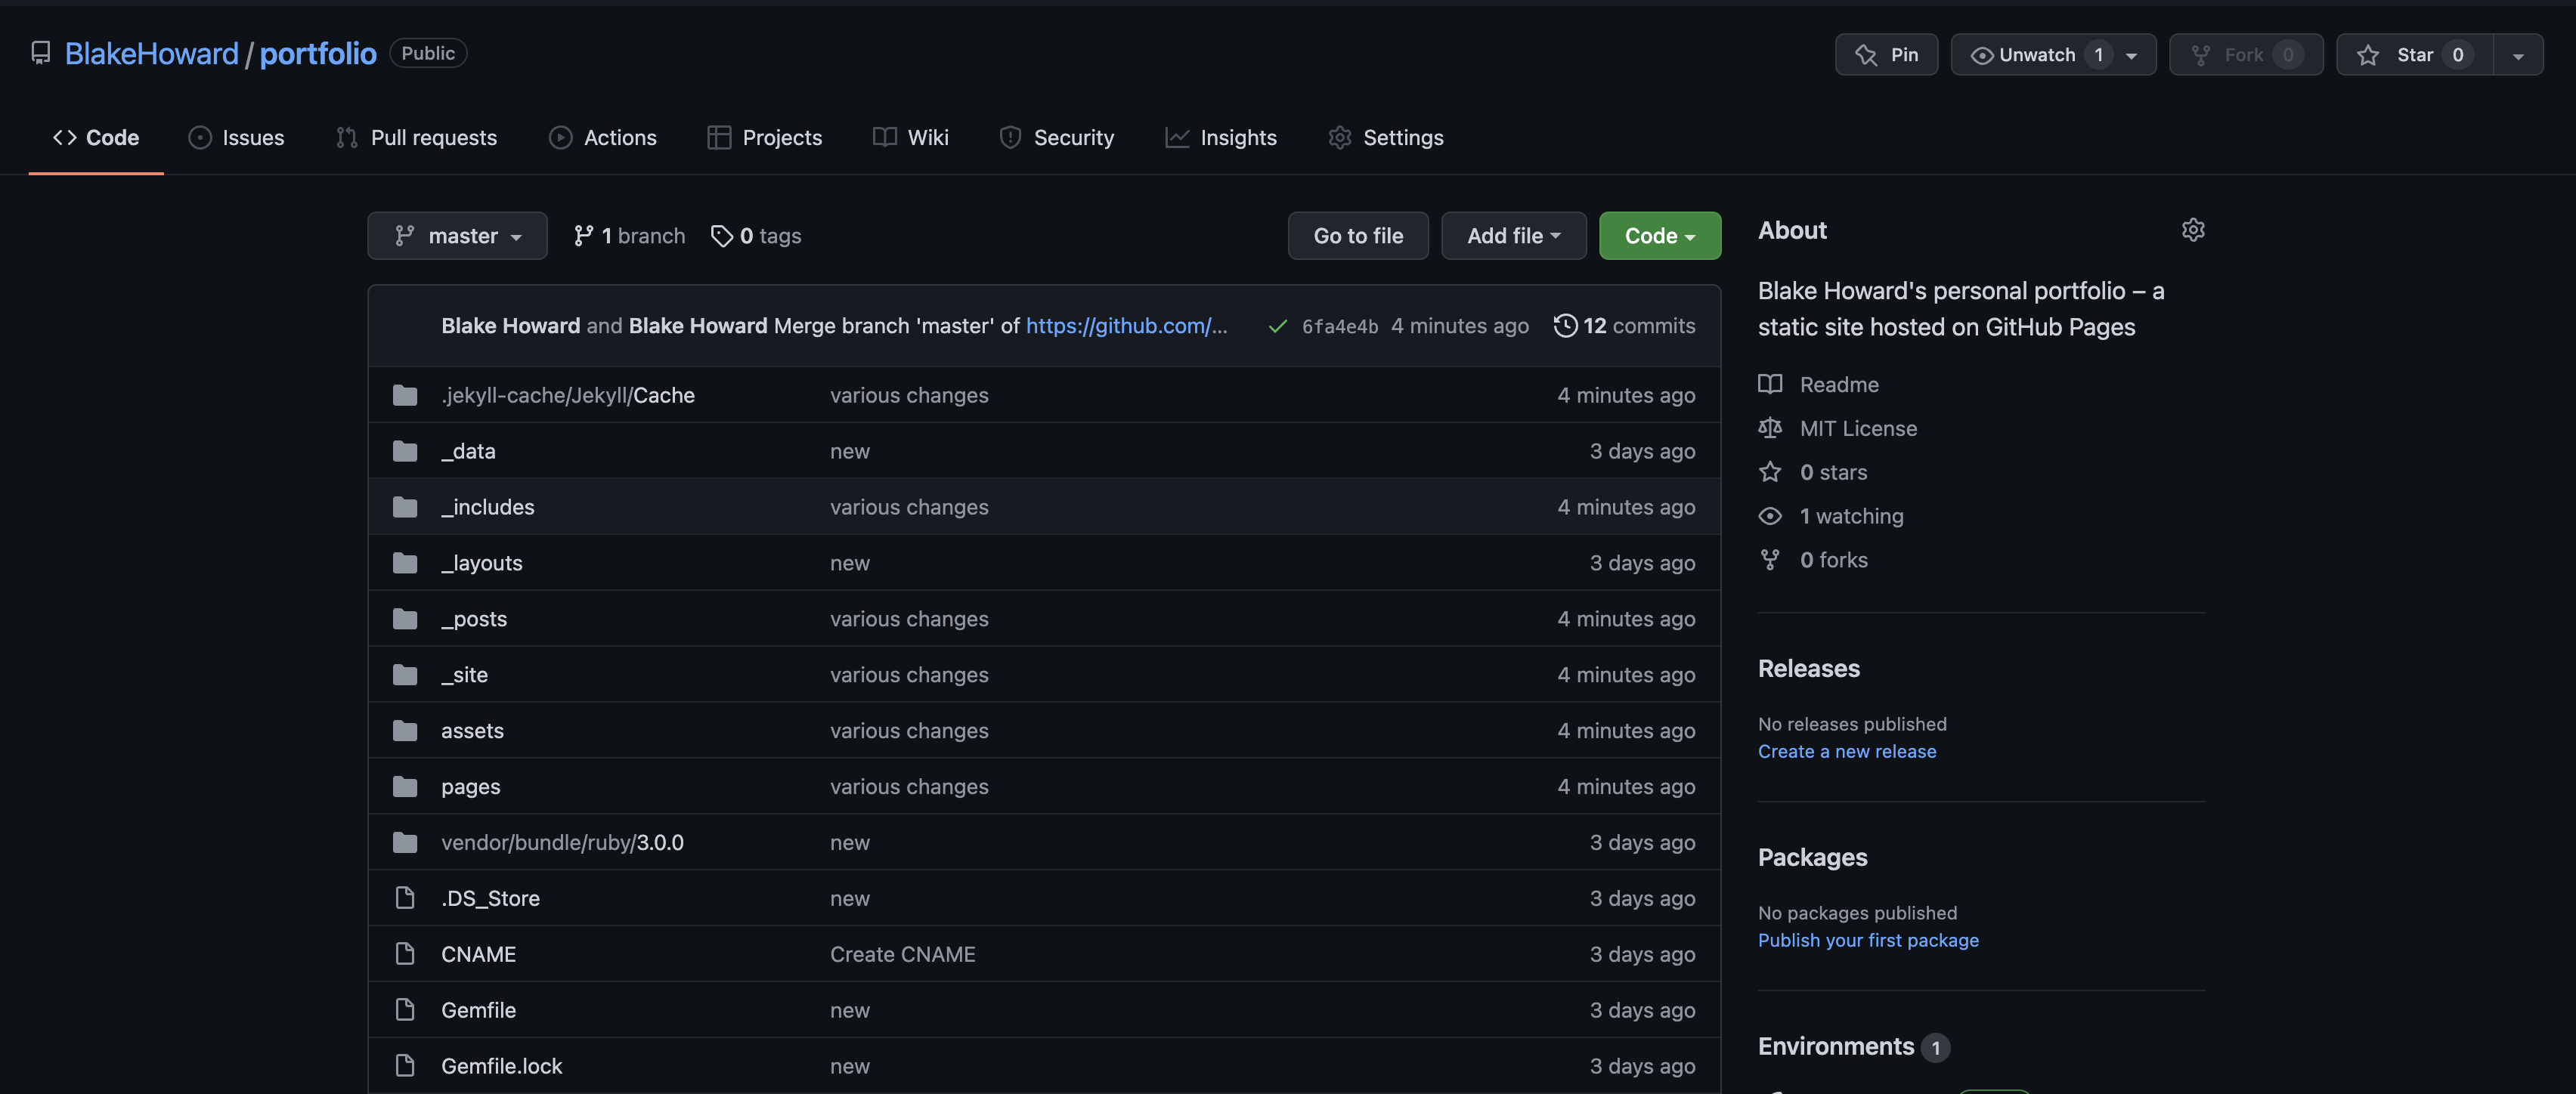 BlakeHoward / portfolio Public
Pin Unwatch 1 Fork 0 Star 0
Code Issues Pull requests Actions Projects Wiki Security Insights Settings
master 1 branch 0 tags Go to file Add file Code
Blake Howard and Blake Howard Merge branch 'master' of https://github.com/... 6fa4e4b 4 minutes ago 12 commits
.jekyll-cache/Jekyll/Cache various changes 4 minutes ago
_data new 3 days ago
_includes various changes 4 minutes ago
_layouts new 3 days ago
_posts various changes 4 minutes ago
_site various changes 4 minutes ago
assets various changes 4 minutes ago
pages various changes 4 minutes ago
vendor/bundle/ruby/3.0.0 new 3 days ago
.DS_Store new 3 days ago
CNAME Create CNAME 3 days ago
Gemfile new 3 days ago
Gemfile.lock new 3 days ago
About
Blake Howard's personal portfolio – a
static site hosted on GitHub Pages
Readme
MIT License
0 stars
1 watching
0 forks
Releases
No releases published
Create a new release
Packages
No packages published
Publish your first package
Environments 1